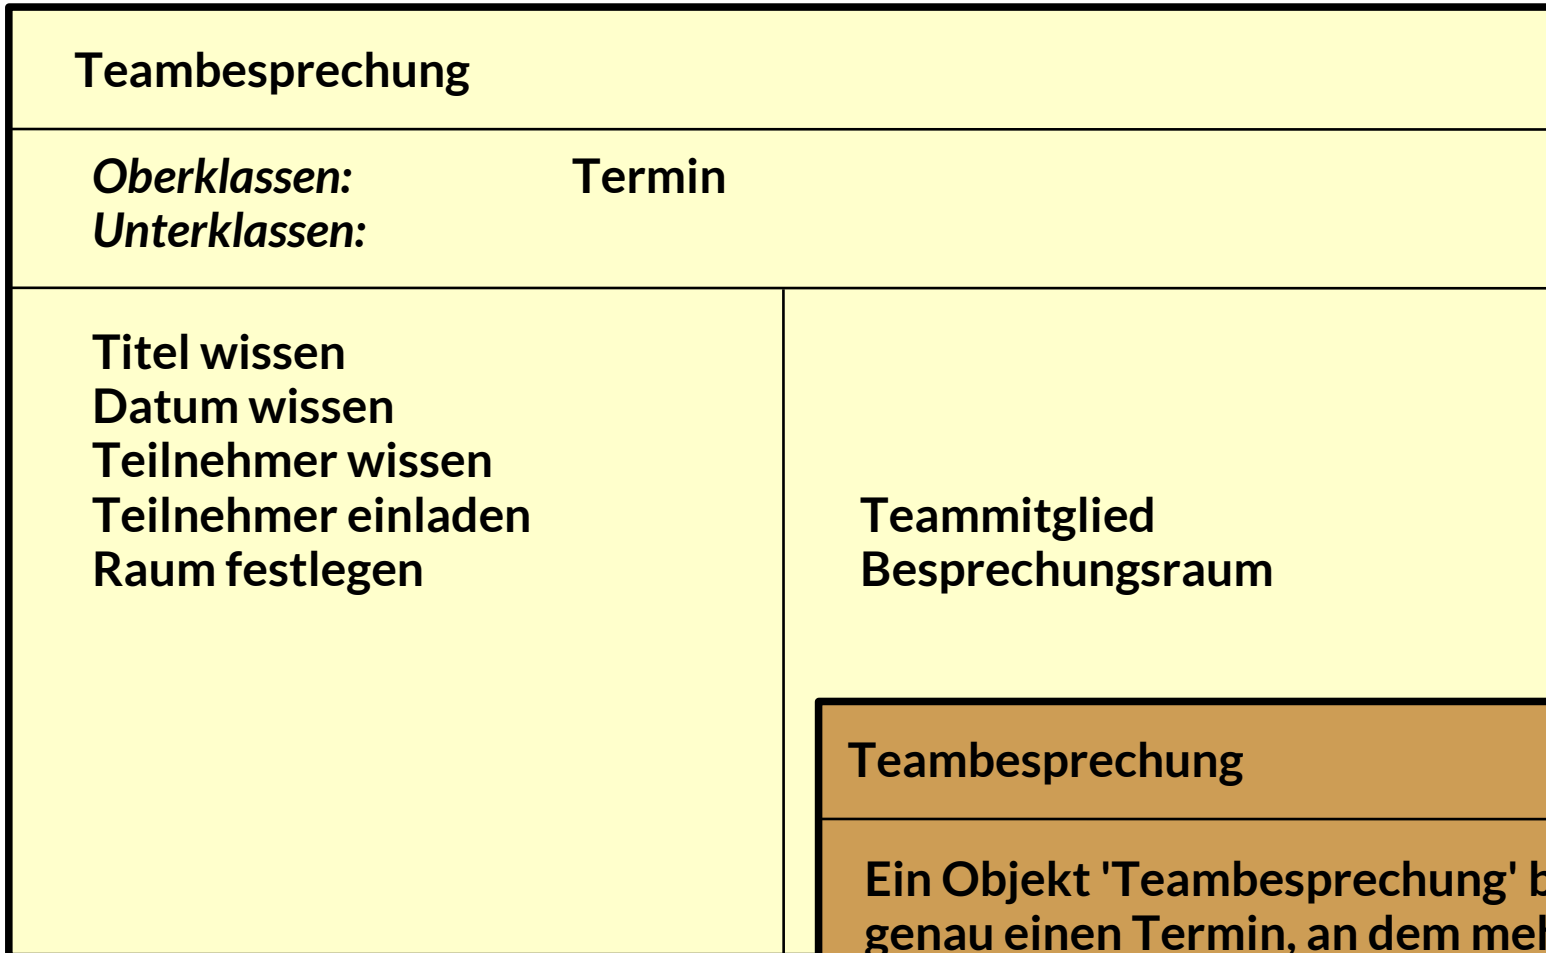 Teambesprechung
Oberklassen: Termin
Unterklassen:
Titel wissen
Datum wissen
Teilnehmer wissen
Teilnehmer einladen Teammitglied
Raum festlegen Besprechungsraum
Teambesprechung
Ein Objekt 'Teambesprechung'
genau einen Termin, an dem